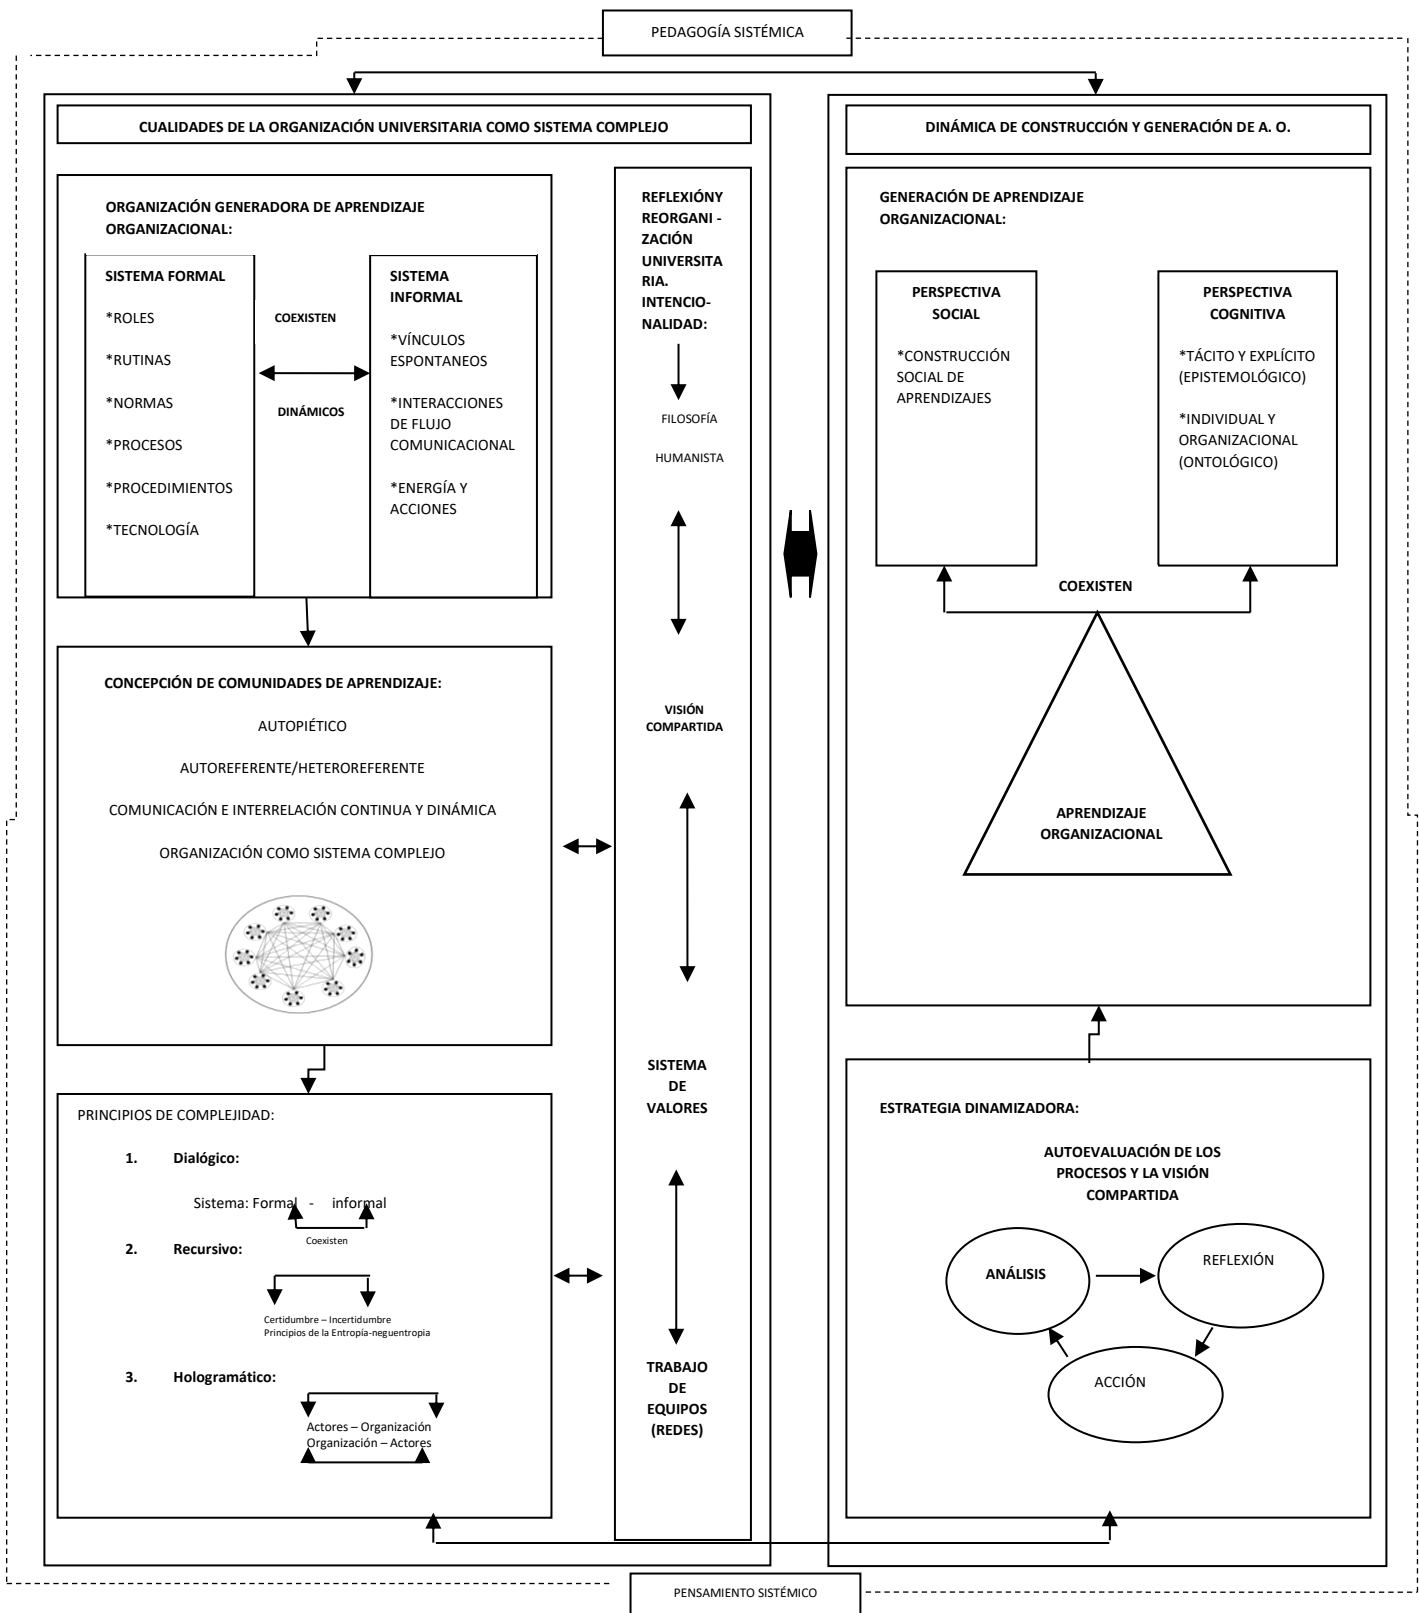 PEDAGOGÍA SISTÉMICA
CUALIDADES DE LA ORGANIZACIÓN UNIVERSITARIA COMO SISTEMA COMPLEJO
ORGANIZACIÓN GENERADORA DE APRENDIZAJE
ORGANIZACIONAL:
SISTEMA FORMAL
*ROLES
*RUTINAS
*NORMAS
*PROCESOS
*PROCEDIMIENTOS
*TECNOLOGÍA
COEXISTEN
DINÁMICOS
SISTEMA
INFORMAL
*VÍNCULOS
ESPONTANEOS
*INTERACCIONES
DE FLUJO
COMUNICACIONAL
*ENERGÍA Y
ACCIONES
CONCEPCIÓN DE COMUNIDADES DE APRENDIZAJE:
AUTOPIÉTICO
AUTOREFERENTE/HETEROREFERENTE
COMUNICACIÓN E INTERRELACIÓN CONTINUA Y DINÁMICA
ORGANIZACIÓN COMO SISTEMA COMPLEJO
PRINCIPIOS DE COMPLEJIDAD:
1. Dialógico:
Sistema: Formal - informal
Coexisten
2. Recursivo:
Certidumbre – Incertidumbre
Principios de la Entropía-neguentropia
3. Hologramático:
Actores – Organización
Organización – Actores
REFLEXIÓNY
REORGANI -
ZACIÓN
UNIVERSITA
RIA.
INTENCIO-
NALIDAD:
FILOSOFÍA
HUMANISTA
VISIÓN
COMPARTIDA
SISTEMA
DE
VALORES
TRABAJO
DE
EQUIPOS
(REDES)
DINÁMICA DE CONSTRUCCIÓN Y GENERACIÓN DE A. O.
GENERACIÓN DE APRENDIZAJE
ORGANIZACIONAL:
PERSPECTIVA
SOCIAL
*CONSTRUCCIÓN
SOCIAL DE
APRENDIZAJES
PERSPECTIVA
COGNITIVA
*TÁCITO Y EXPLÍCITO
(EPISTEMOLÓGICO)
*INDIVIDUAL Y
ORGANIZACIONAL
(ONTOLÓGICO)
COEXISTEN
APRENDIZAJE
ORGANIZACIONAL
ESTRATEGIA DINAMIZADORA:
AUTOEVALUACIÓN DE LOS
PROCESOS Y LA VISIÓN
COMPARTIDA
ANÁLISIS
REFLEXIÓN
ACCIÓN
PENSAMIENTO SISTÉMICO